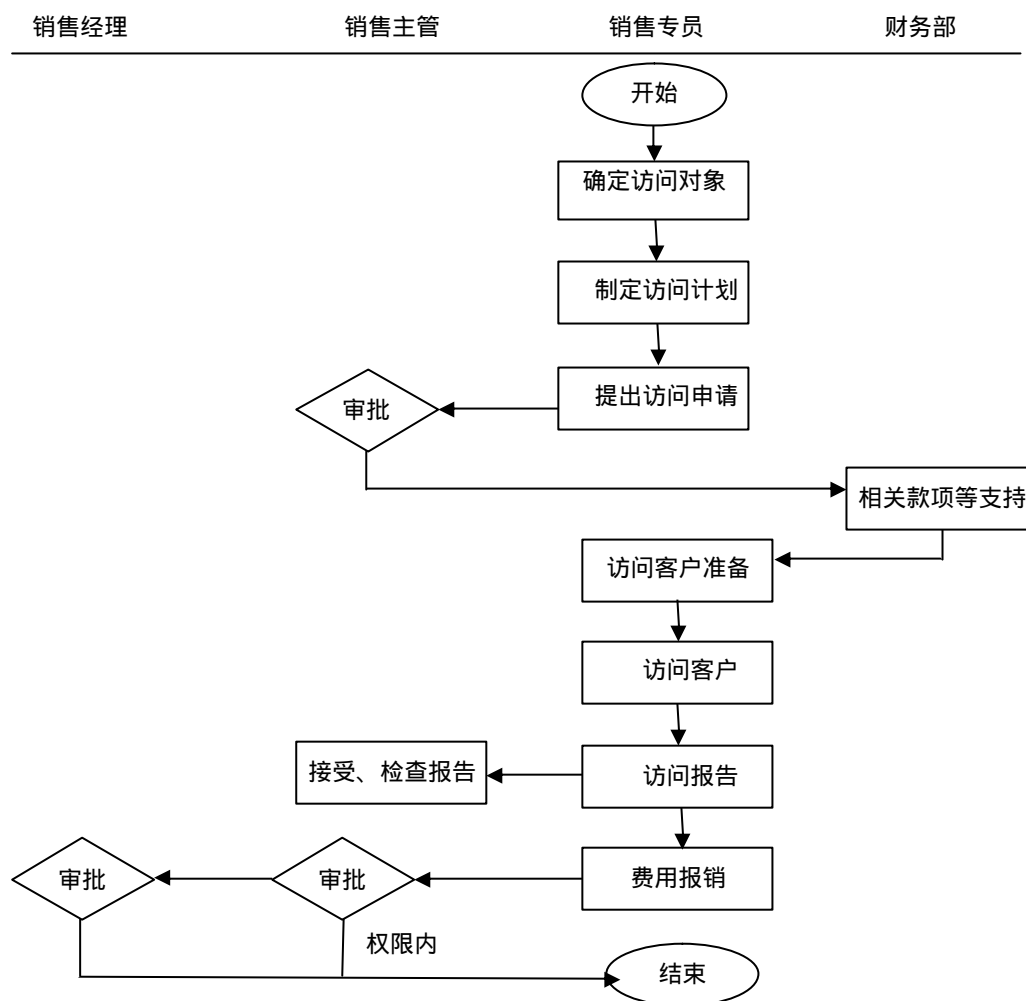 销售经理 销售主管 销售专员 财务部
开始
确定访问对象
制定访问计划
提出访问申请
审批
相关款项等支持
访问客户准备
访问客户
接受、检查报告 访问报告
审批 审批 费用报销
权限内
结束